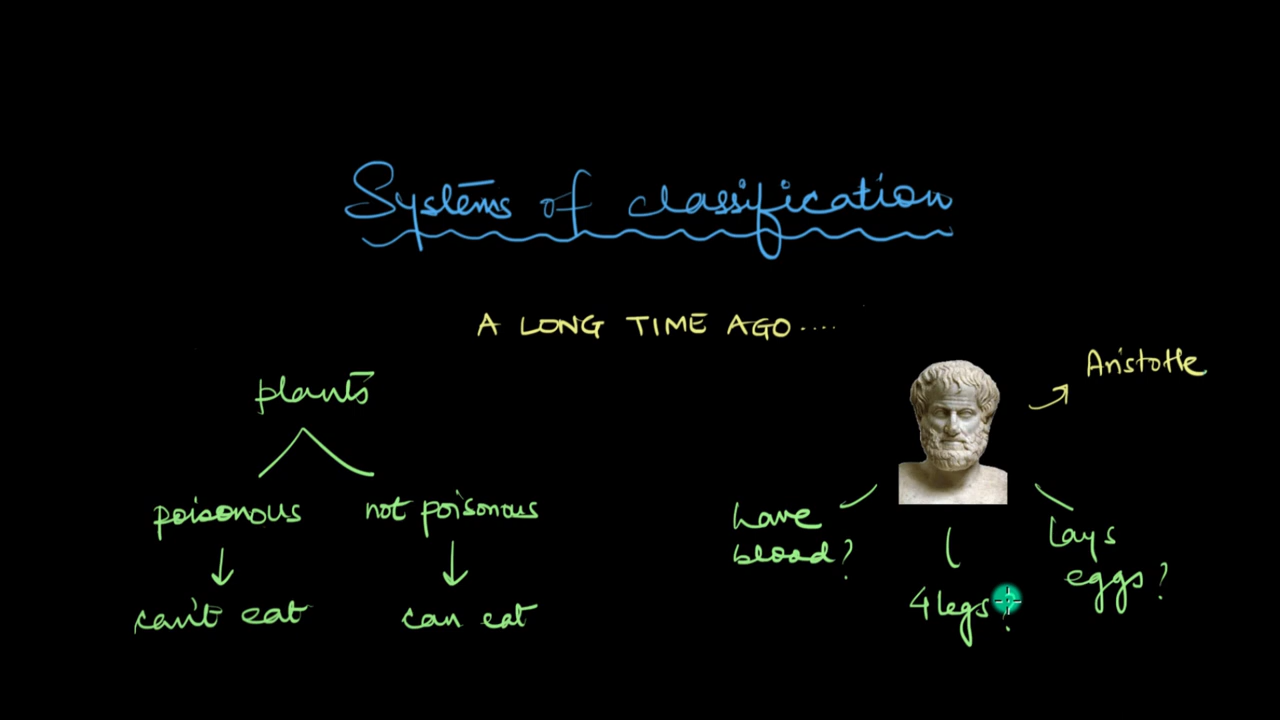 Systems of classification
A LONG TIME AGO....
Aristotle
plants
poisonous
not poisonous
can't eat
can eat
have
blood?
4 legs?
Lays
eggs?